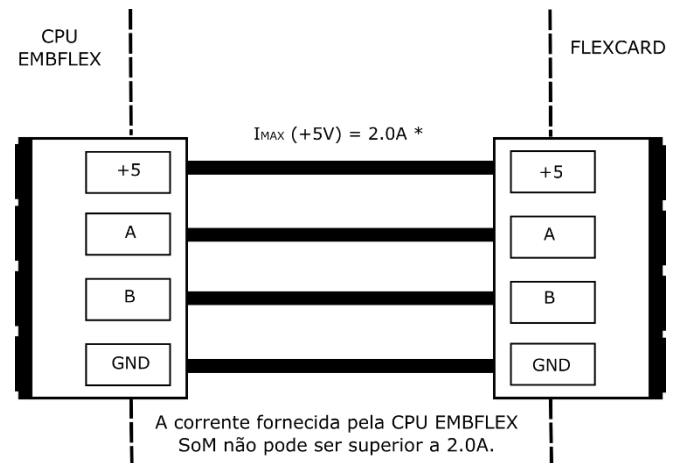 CPU
EMBFLEX
FLEXCARD
IMAX (+5V) = 2.0A *
+5
+5
A
A
B
B
GND
GND
A corrente fornecida pela CPU EMBFLEX
SoM não pode ser superior a 2.0A.